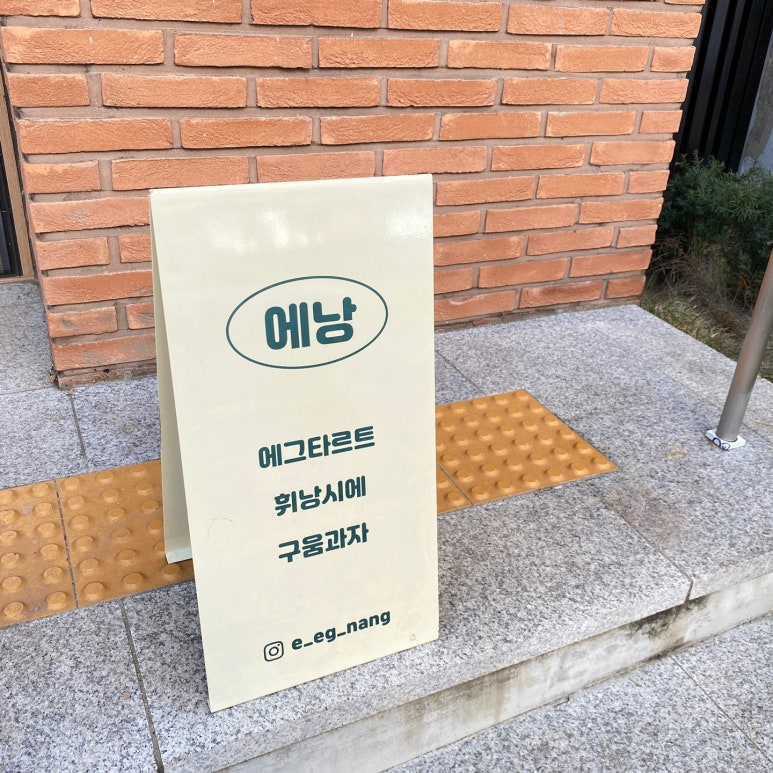 에낭
에그타르트
휘낭시에
구움과자
e_eg_nang